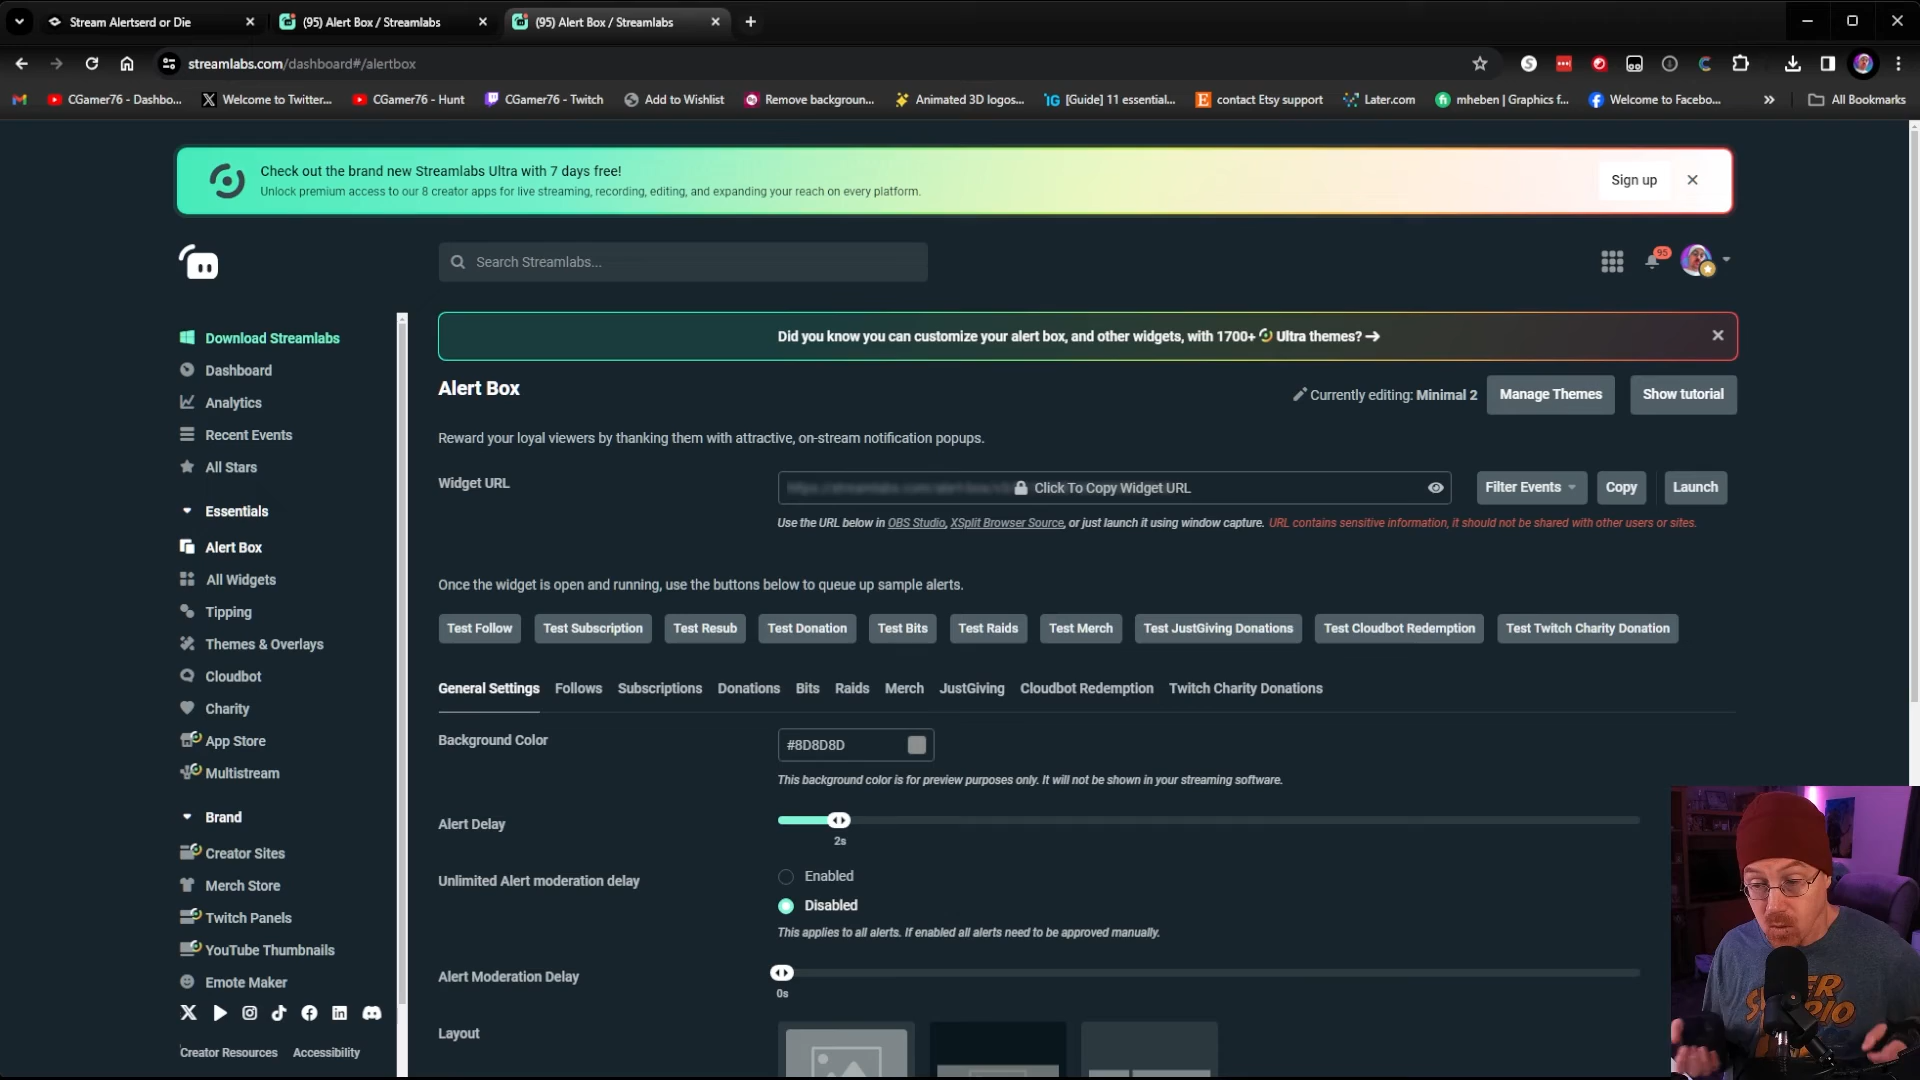 Stream Alertserd or Die
(95) Alert Box / Streamlabs
(95) Alert Box / Streamlabs
streamlabs.com/dashboard#/alertbox
CGamer76 - Dashbo...
Welcome to Twitter...
CGamer76 - Hunt
CGamer76 - Twitch
Add to Wishlist
Remove backgroun...
Animated 3D logos...
[Guide] 11 essential...
contact Etsy support
Later.com
mheben | Graphics f...
Welcome to Facebo...
All Bookmarks
Check out the brand new Streamlabs Ultra with 7 days free!
Unlock premium access to our 8 creator apps for live streaming, recording, editing, and expanding your reach on every platform.
Sign up
Search Streamlabs...
95
Download Streamlabs
Dashboard
Analytics
Recent Events
All Stars
Essentials
Alert Box
All Widgets
Tipping
Themes & Overlays
Cloudbot
Charity
App Store
Multistream
Brand
Creator Sites
Merch Store
Twitch Panels
YouTube Thumbnails
Emote Maker
Creator Resources
Accessibility
Did you know you can customize your alert box, and other widgets, with 1700+ Ultra themes? →
Alert Box
Currently editing: Minimal 2
Manage Themes
Show tutorial
Reward your loyal viewers by thanking them with attractive, on-stream notification popups.
Widget URL
Click To Copy Widget URL
Filter Events
Copy
Launch
Use the URL below in OBS Studio, XSplit Browser Source, or just launch it using window capture. URL contains sensitive information, it should not be shared with other users or sites.
Once the widget is open and running, use the buttons below to queue up sample alerts.
Test Follow
Test Subscription
Test Resub
Test Donation
Test Bits
Test Raids
Test Merch
Test JustGiving Donations
Test Cloudbot Redemption
Test Twitch Charity Donation
General Settings
Follows
Subscriptions
Donations
Bits
Raids
Merch
JustGiving
Cloudbot Redemption
Twitch Charity Donations
Background Color
#8D8D8D
This background color is for preview purposes only. It will not be shown in your streaming software.
Alert Delay
2s
Unlimited Alert moderation delay
Enabled
Disabled
This applies to all alerts. If enabled all alerts need to be approved manually.
Alert Moderation Delay
0s
Layout